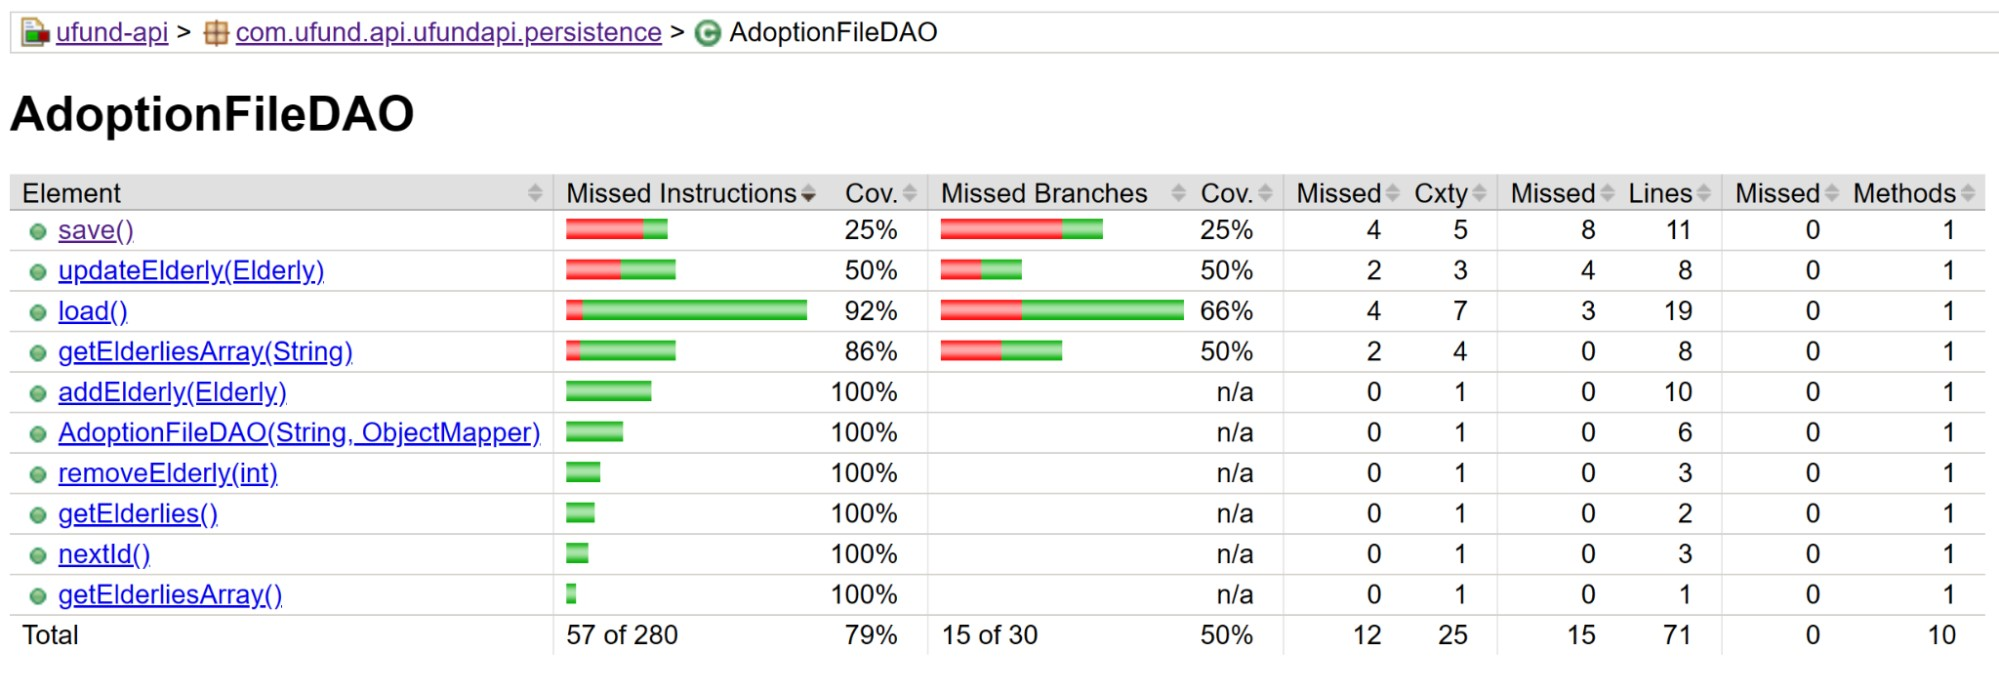 ufund-api > com.ufund.api.ufundapi.persistence > C AdoptionFileDAO
AdoptionFileDAO
Element Missed Instructions Cov. Missed Branches Cov. Missed Cxty Missed Lines Missed Methods
save() 25% 25% 4 5 8 11 0 1
updateElderly(Elderly) 50% 50% 2 3 4 8 0 1
load() 92% 66% 4 7 3 19 0 1
getElderliesArray(String) 86% 50% 2 4 0 8 0 1
addElderly(Elderly) 100% n/a 0 1 0 10 0 1
AdoptionFileDAO(String, ObjectMapper) 100% n/a 0 1 0 6 0 1
removeElderly(int) 100% n/a 0 1 0 3 0 1
getElderlies() 100% n/a 0 1 0 2 0 1
nextId() 100% n/a 0 1 0 3 0 1
getElderliesArray() 100% n/a 0 1 0 1 0 1
Total 57 of 280 79% 15 of 30 50% 12 25 15 71 0 10